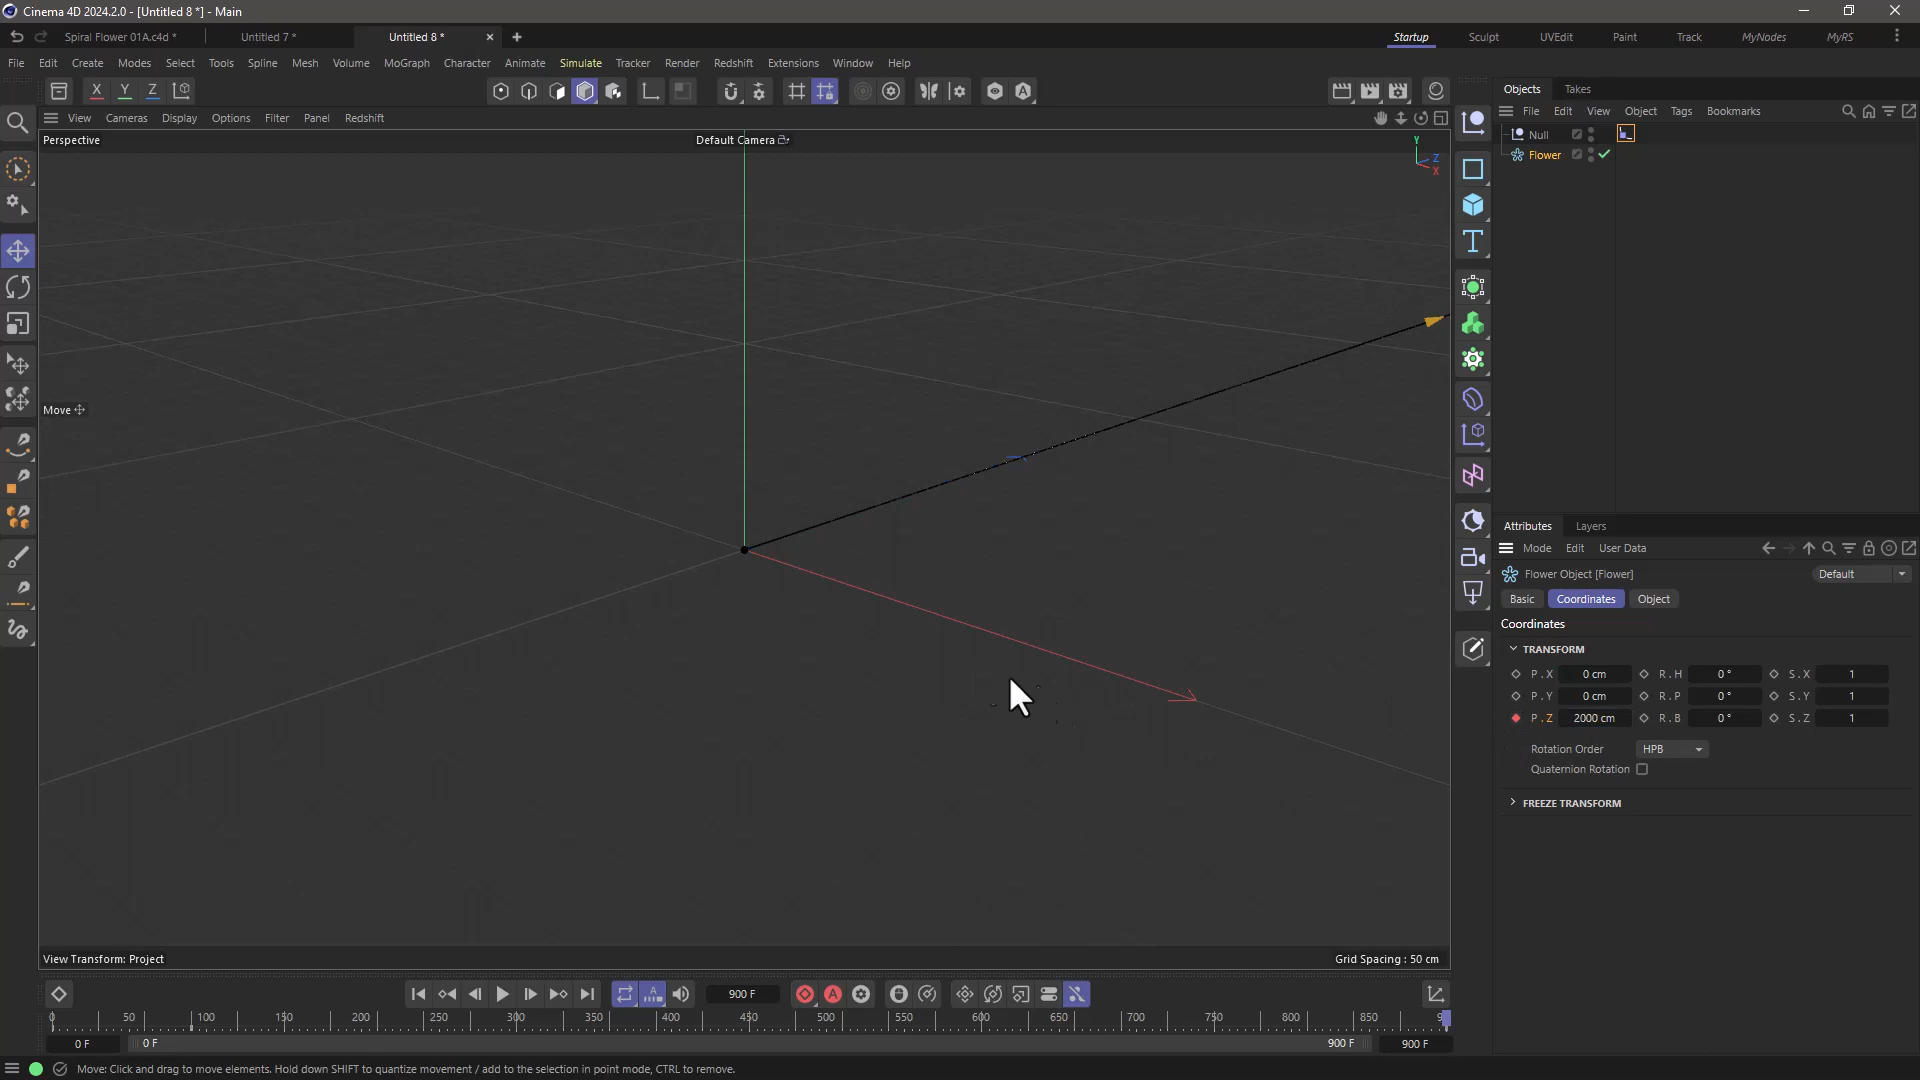 Cinema 4D 2024.2.0 - [Untitled 8 *] - Main
Spiral Flower 01A.c4d * Untitled 7 * Untitled 8 * Startup Sculpt UVEdit Paint Track MyNodes MyRS
File Edit Create Modes Select Tools Spline Mesh Volume MoGraph Character Animate Simulate Tracker Render Redshift Extensions Window Help
X Y Z
Objects Takes
View Cameras Display Options Filter Panel Redshift
File Edit View Object Tags Bookmarks
Perspective
Default Camera
Y
Z
X
Null
Flower
Move
Attributes Layers
Mode Edit User Data
Flower Object [Flower] Default
Basic Coordinates Object
Coordinates
TRANSFORM
P . X 0 cm R . H 0 ° S . X 1
P . Y 0 cm R . P 0 ° S . Y 1
P . Z 2000 cm R . B 0 ° S . Z 1
Rotation Order HPB
Quaternion Rotation
FREEZE TRANSFORM
View Transform: Project
Grid Spacing : 50 cm
A 900 F A
0 50 100 150 200 250 300 350 400 450 500 550 600 650 700 750 800 850
0 F 0 F 900 F 900 F
Move: Click and drag to move elements. Hold down SHIFT to quantize movement / add to the selection in point mode, CTRL to remove.